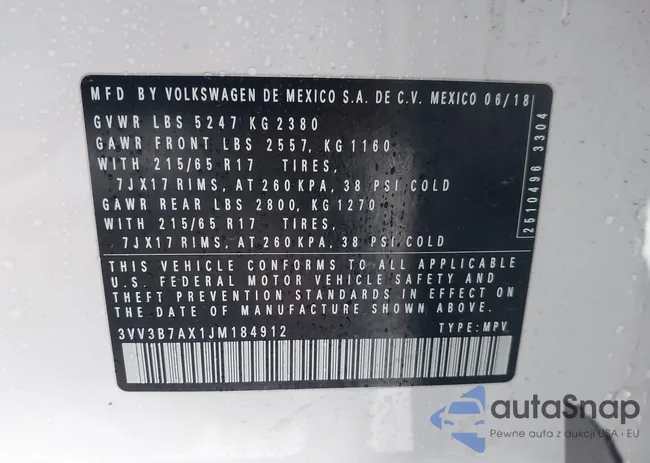 MFD BY VOLKSWAGEN DE MEXICO S.A. DE C.V. MEXICO 06/18
GVWR LBS 5247 KG 2380
GAWR FRONT LBS 2557, KG 1160
WITH 215/65 R17 TIRES,
7JX17 RIMS, AT 260 KPA, 38 PSI COLD
GAWR REAR LBS 2800, KG 1270
WITH 215/65 R17 TIRES,
7JX17 RIMS, AT 260 KPA, 38 PSI COLD
2510496 3304
THIS VEHICLE CONFORMS TO ALL APPLICABLE
U.S. FEDERAL MOTOR VEHICLE SAFETY AND
THEFT PREVENTION STANDARDS IN EFFECT ON
THE DATE OF MANUFACTURE SHOWN ABOVE
3VV3B7AX1JM184912 TYPE: MPV
autaSnap
Pewne auta z aukcji USA i EU